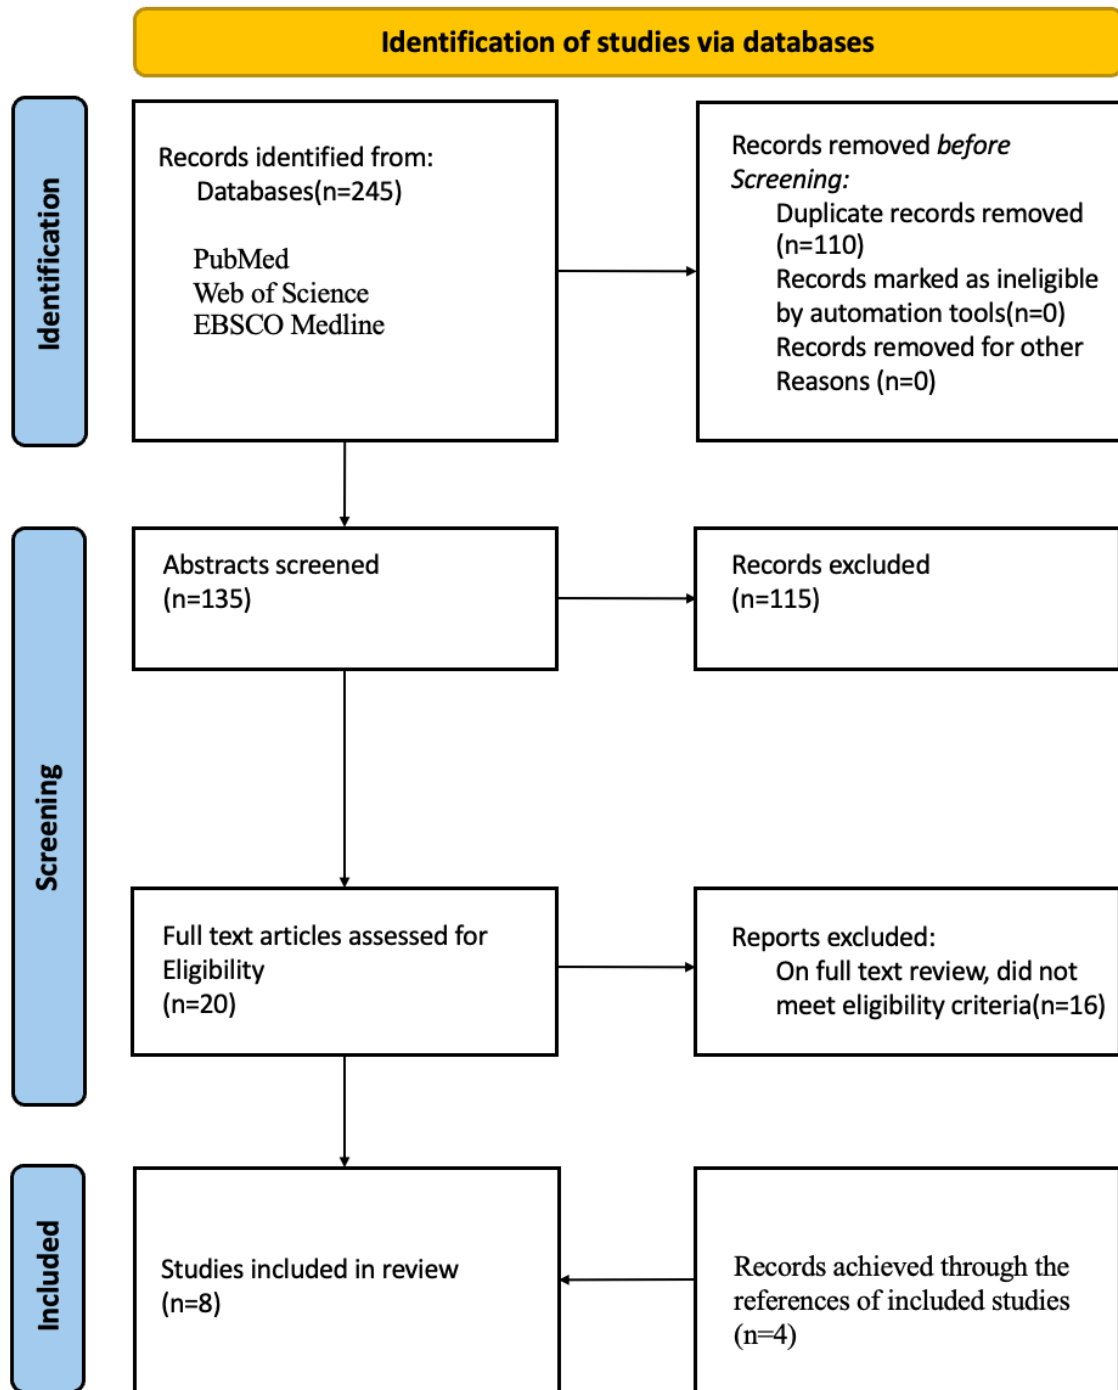 Identification of studies via databases
Identification
Records identified from:
Databases(n=245)
PubMed
Web of Science
EBSCO Medline
Records removed before
Screening:
Duplicate records removed
(n=110)
Records marked as ineligible
by automation tools(n=0)
Records removed for other
Reasons (n=0)
Screening
Abstracts screened
(n=135)
Records excluded
(n=115)
Full text articles assessed for
Eligibility
(n=20)
Reports excluded:
On full text review, did not
meet eligibility criteria(n=16)
Included
Studies included in review
(n=8)
Records achieved through the
references of included studies
(n=4)